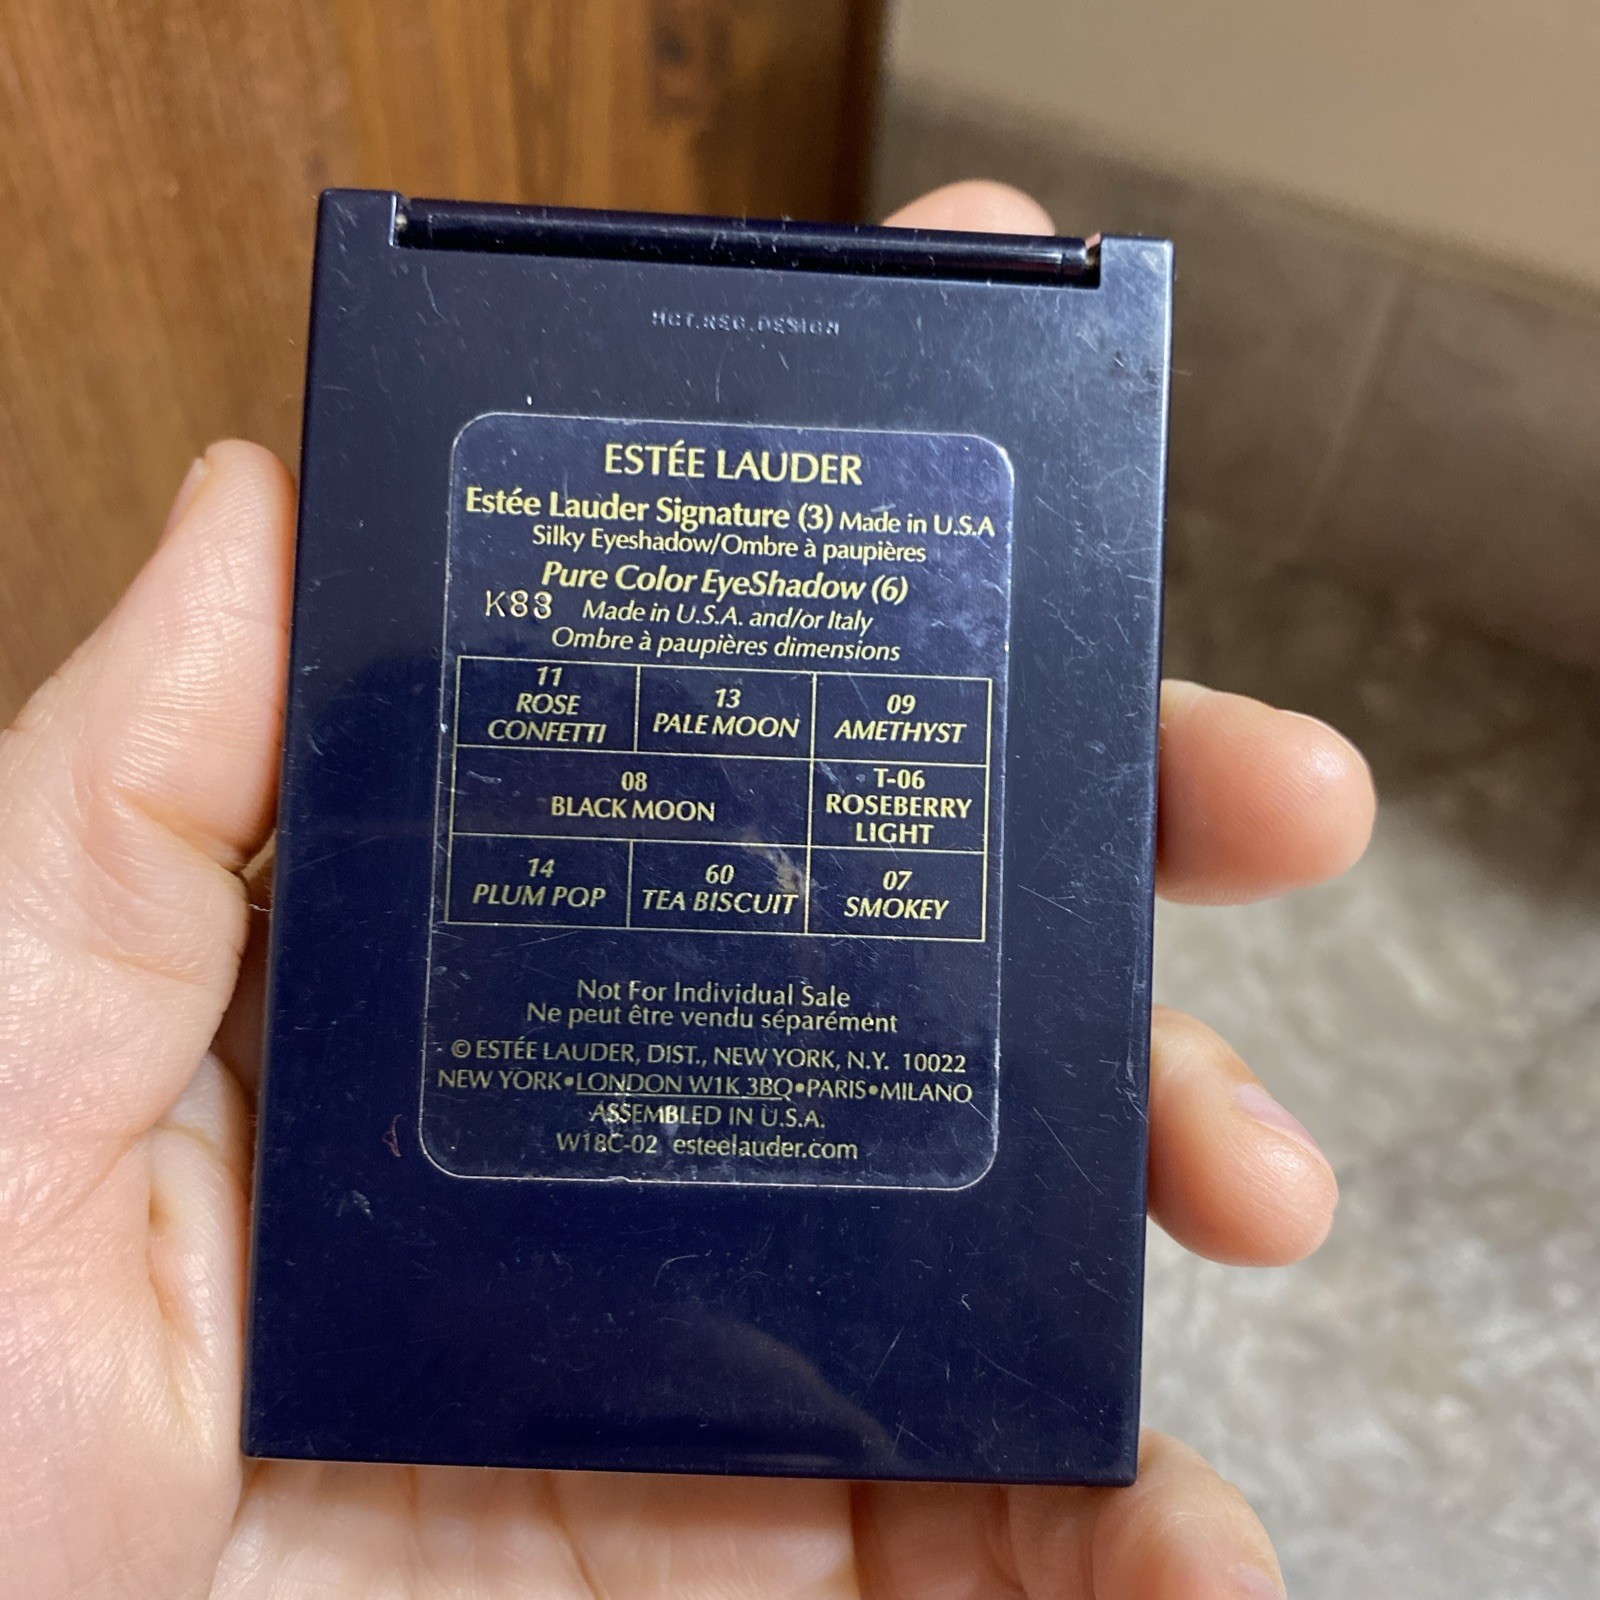 MCT.REG.DESIGN
ESTÉE LAUDER
Estée Lauder Signature (3) Made in U.S.A
Silky Eyeshadow/Ombre à paupières
Pure Color EyeShadow (6)
K83 Made in U.S.A. and/or Italy
Ombre à paupières dimensions
11
ROSE
CONFETTI
13
PALE MOON
09
AMETHYST
08
BLACK MOON
T-06
ROSEBERRY
LIGHT
14
PLUM POP
60
TEA BISCUIT
07
SMOKEY
Not For Individual Sale
Ne peut être vendu séparément
© ESTÉE LAUDER, DIST., NEW YORK, N.Y. 10022
NEW YORK•LONDON W1K 3BQ•PARIS•MILANO
ASSEMBLED IN U.S.A.
W18C-02 esteelauder.com